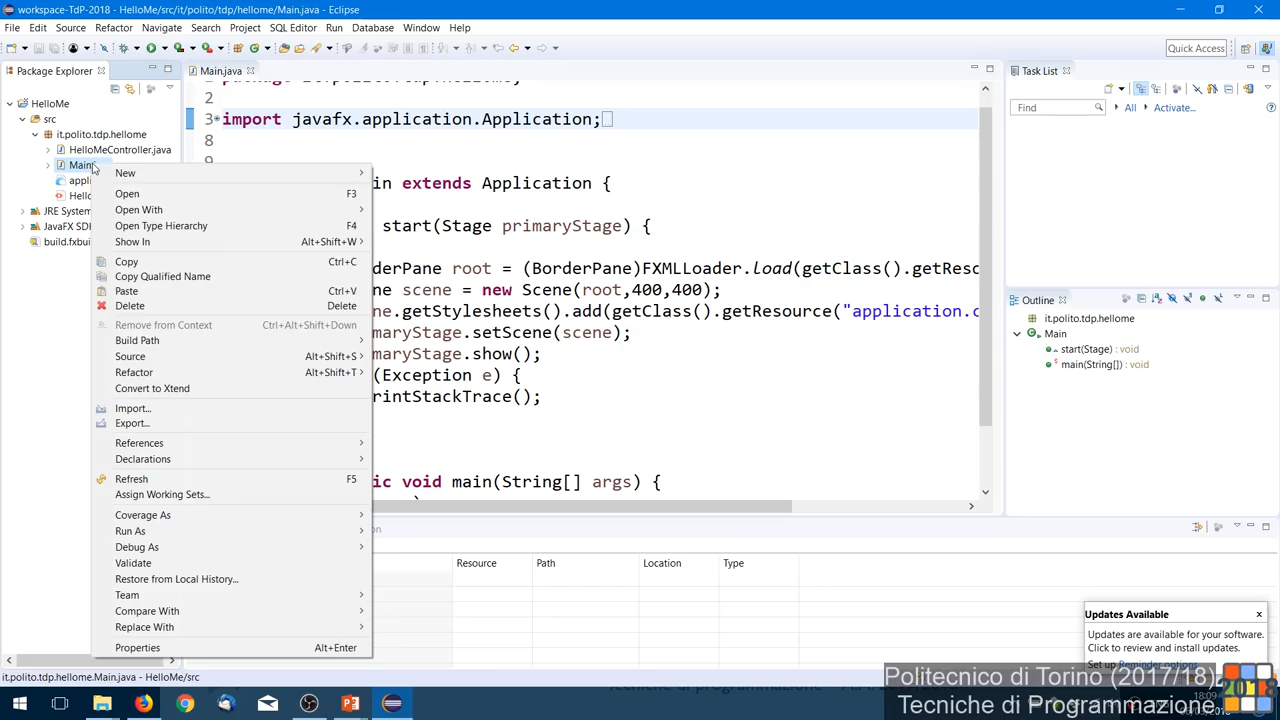 workspace-TdP-2018 - HelloMe/src/it/polito/tdp/hellome/Main.java - Eclipse
File Edit Source Refactor Navigate Search Project SQL Editor Run Database Window Help
Quick Access
Package Explorer
HelloMe
src
it.polito.tdp.hellome
HelloMeController.java
Main
appli
Hello
JRE System
JavaFX SDK
build.fxbui
New
Open F3
Open With
Open Type Hierarchy F4
Show In Alt+Shift+W
Copy Ctrl+C
Copy Qualified Name
Paste Ctrl+V
Delete Delete
Remove from Context Ctrl+Alt+Shift+Down
Build Path
Source Alt+Shift+S
Refactor Alt+Shift+T
Convert to Xtend
Import...
Export...
References
Declarations
Refresh F5
Assign Working Sets...
Coverage As
Run As
Debug As
Validate
Restore from Local History...
Team
Compare With
Replace With
Properties Alt+Enter
Main.java
2
3 import javafx.application.Application;
8
9
in extends Application {
start(Stage primaryStage) {
derPane root = (BorderPane)FXMLLoader.load(getClass().getReso
ne scene = new Scene(root,400,400);
ne.getStylesheets().add(getClass().getResource("application.c
maryStage.setScene(scene);
maryStage.show();
(Exception e) {
rintStackTrace();
ic void main(String[] args) {
Resource Path Location Type
Task List
Find All Activate...
Outline
it.polito.tdp.hellome
Main
start(Stage) : void
main(String[]) : void
Updates Available
Updates are available for your software.
Click to review and install updates.
Set up Reminder options
it.polito.tdp.hellome.Main.java - HelloMe/src
Politecnico di Torino (2017/18)
Tecniche di Programmazione
2018
18:09